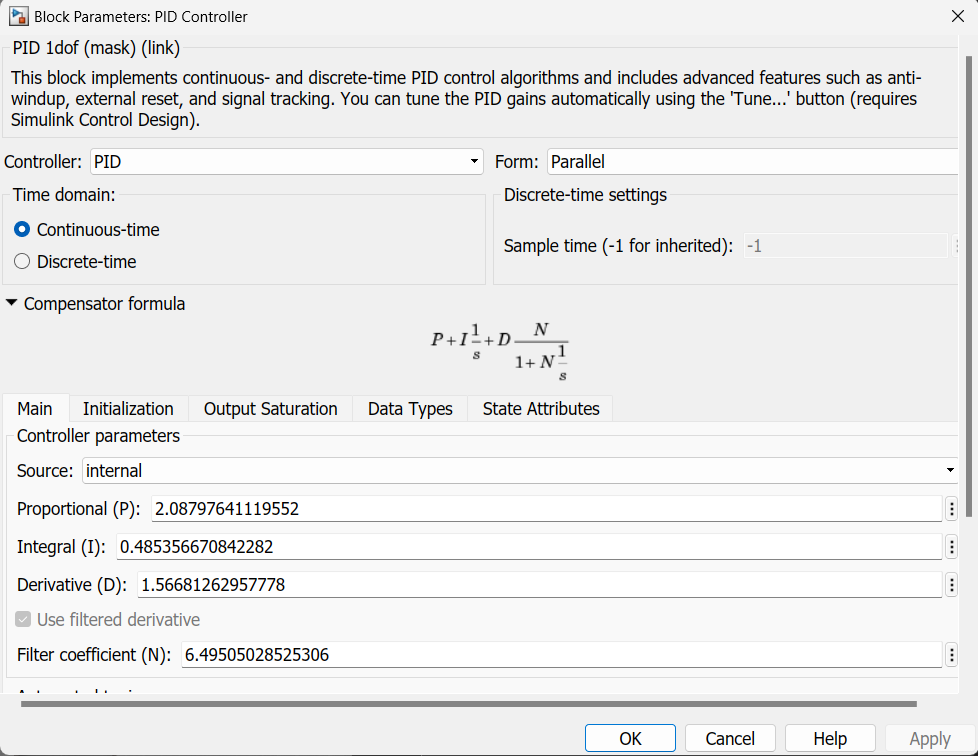 Block Parameters: PID Controller
PID 1dof (mask) (link)
This block implements continuous- and discrete-time PID control algorithms and includes advanced features such as anti-
windup, external reset, and signal tracking. You can tune the PID gains automatically using the 'Tune...' button (requires
Simulink Control Design).
Controller: PID Form: Parallel
Time domain: Discrete-time settings
Continuous-time
Sample time (-1 for inherited): -1
Discrete-time
Compensator formula
P + I 1/s + D N/(1 + N 1/s)
Main Initialization Output Saturation Data Types State Attributes
Controller parameters
Source: internal
Proportional (P): 2.08797641119552
Integral (I): 0.485356670842282
Derivative (D): 1.56681262957778
Use filtered derivative
Filter coefficient (N): 6.49505028525306
OK Cancel Help Apply